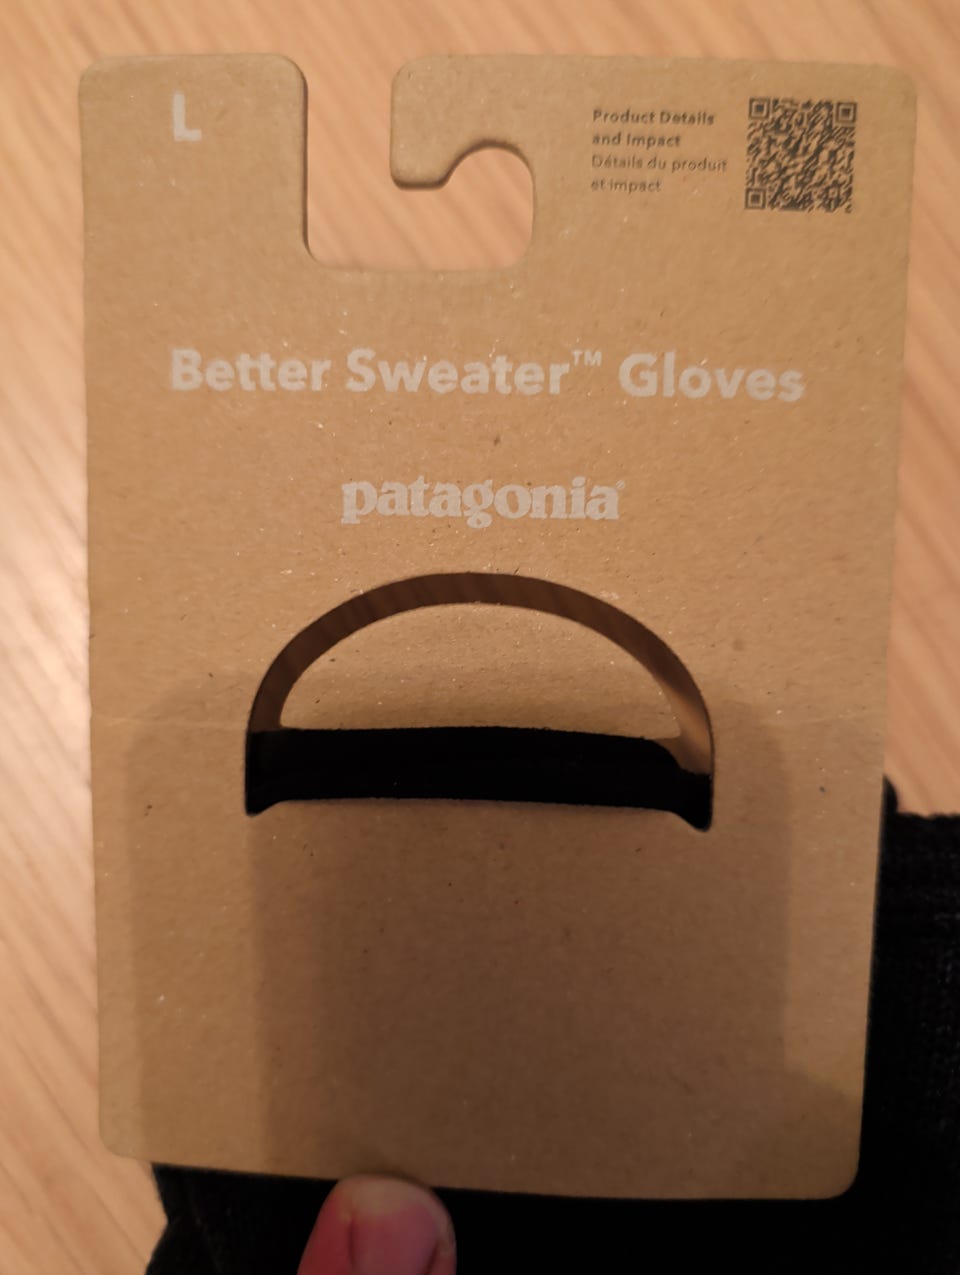 L
Product Details
and Impact
Détails du produit
et impact
Better Sweater™ Gloves
patagonia®